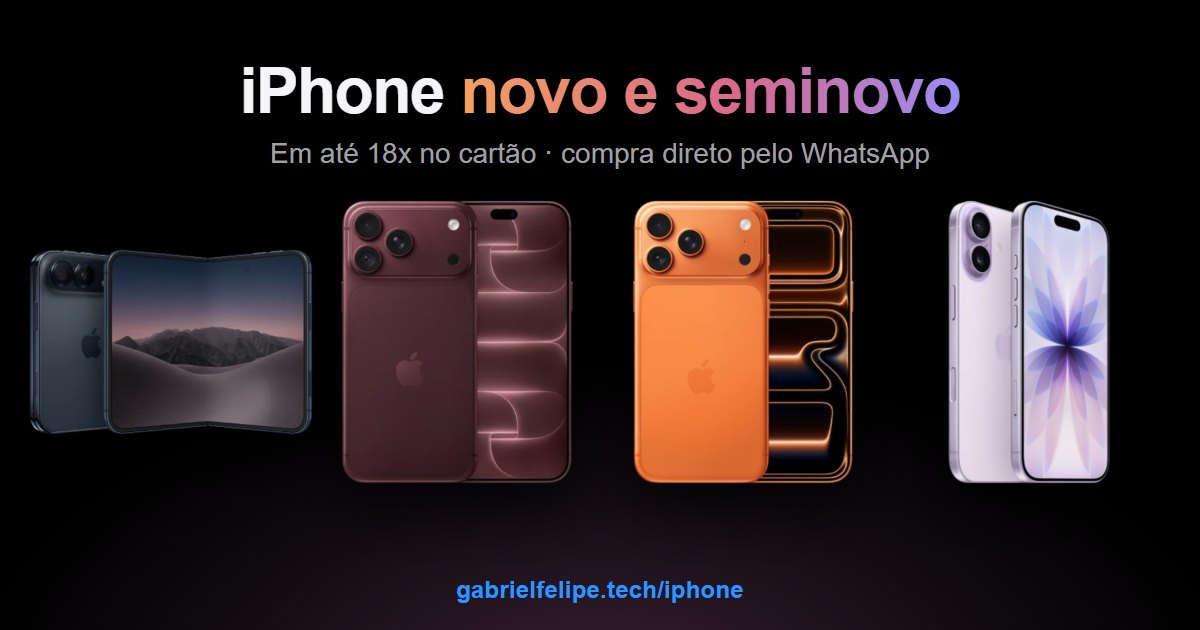 iPhone novo e seminovo
Em até 18x no cartão · compra direto pelo WhatsApp
gabrielfelipe.tech/iphone